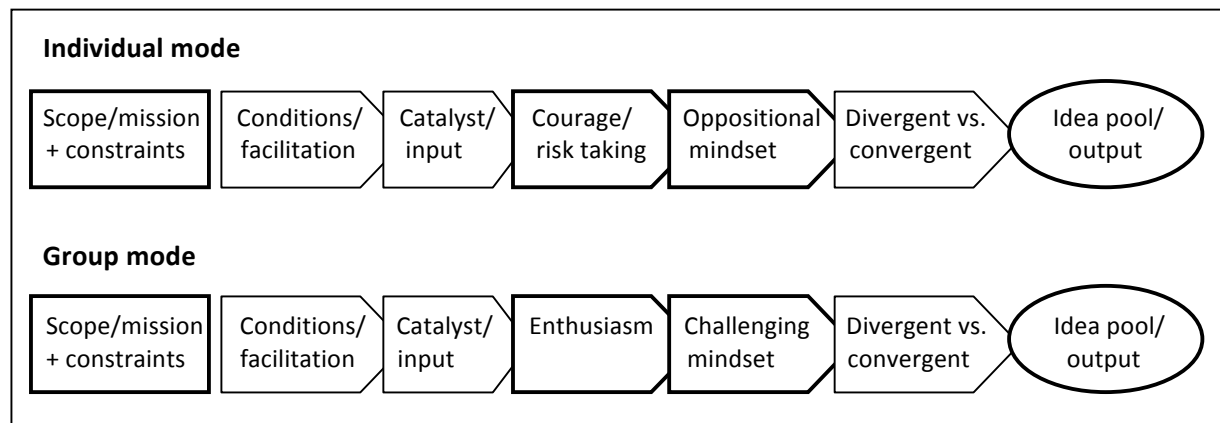 Individual mode
Scope/mission
+ constraints
Conditions/
facilitation
Catalyst/
input
Courage/
risk taking
Oppositional
mindset
Divergent vs.
convergent
Idea pool/
output
Group mode
Scope/mission
+ constraints
Conditions/
facilitation
Catalyst/
input
Enthusiasm
Challenging
mindset
Divergent vs.
convergent
Idea pool/
output